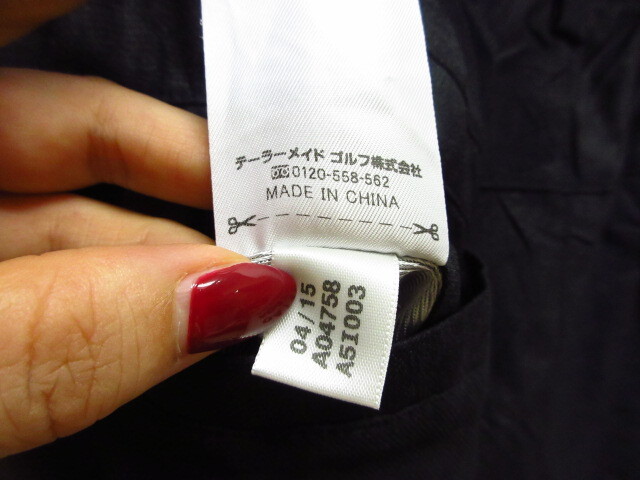 テーラーメイド ゴルフ株式会社
0120-558-562
MADE IN CHINA
04/15
A04758
A5I003